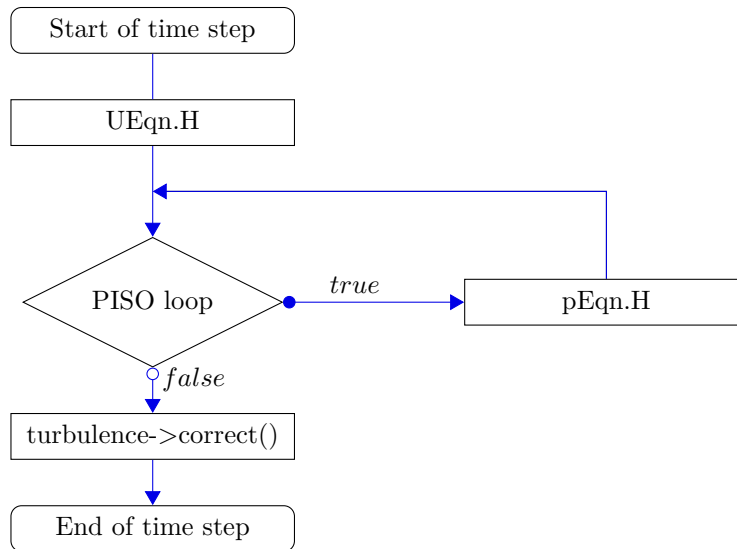 Start of time step
UEqn.H
PISO loop
true
pEqn.H
false
turbulence->correct()
End of time step